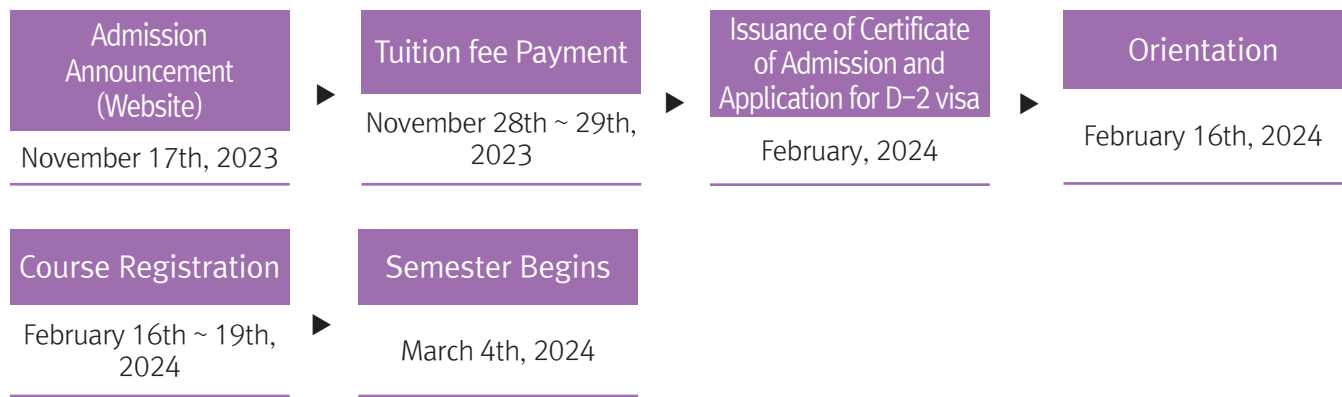 Admission
Announcement
(Website)
November 17th, 2023
Tuition fee Payment
November 28th ~ 29th,
2023
Issuance of Certificate
of Admission and
Application for D-2 visa
February, 2024
Orientation
February 16th, 2024
Course Registration
February 16th ~ 19th,
2024
Semester Begins
March 4th, 2024